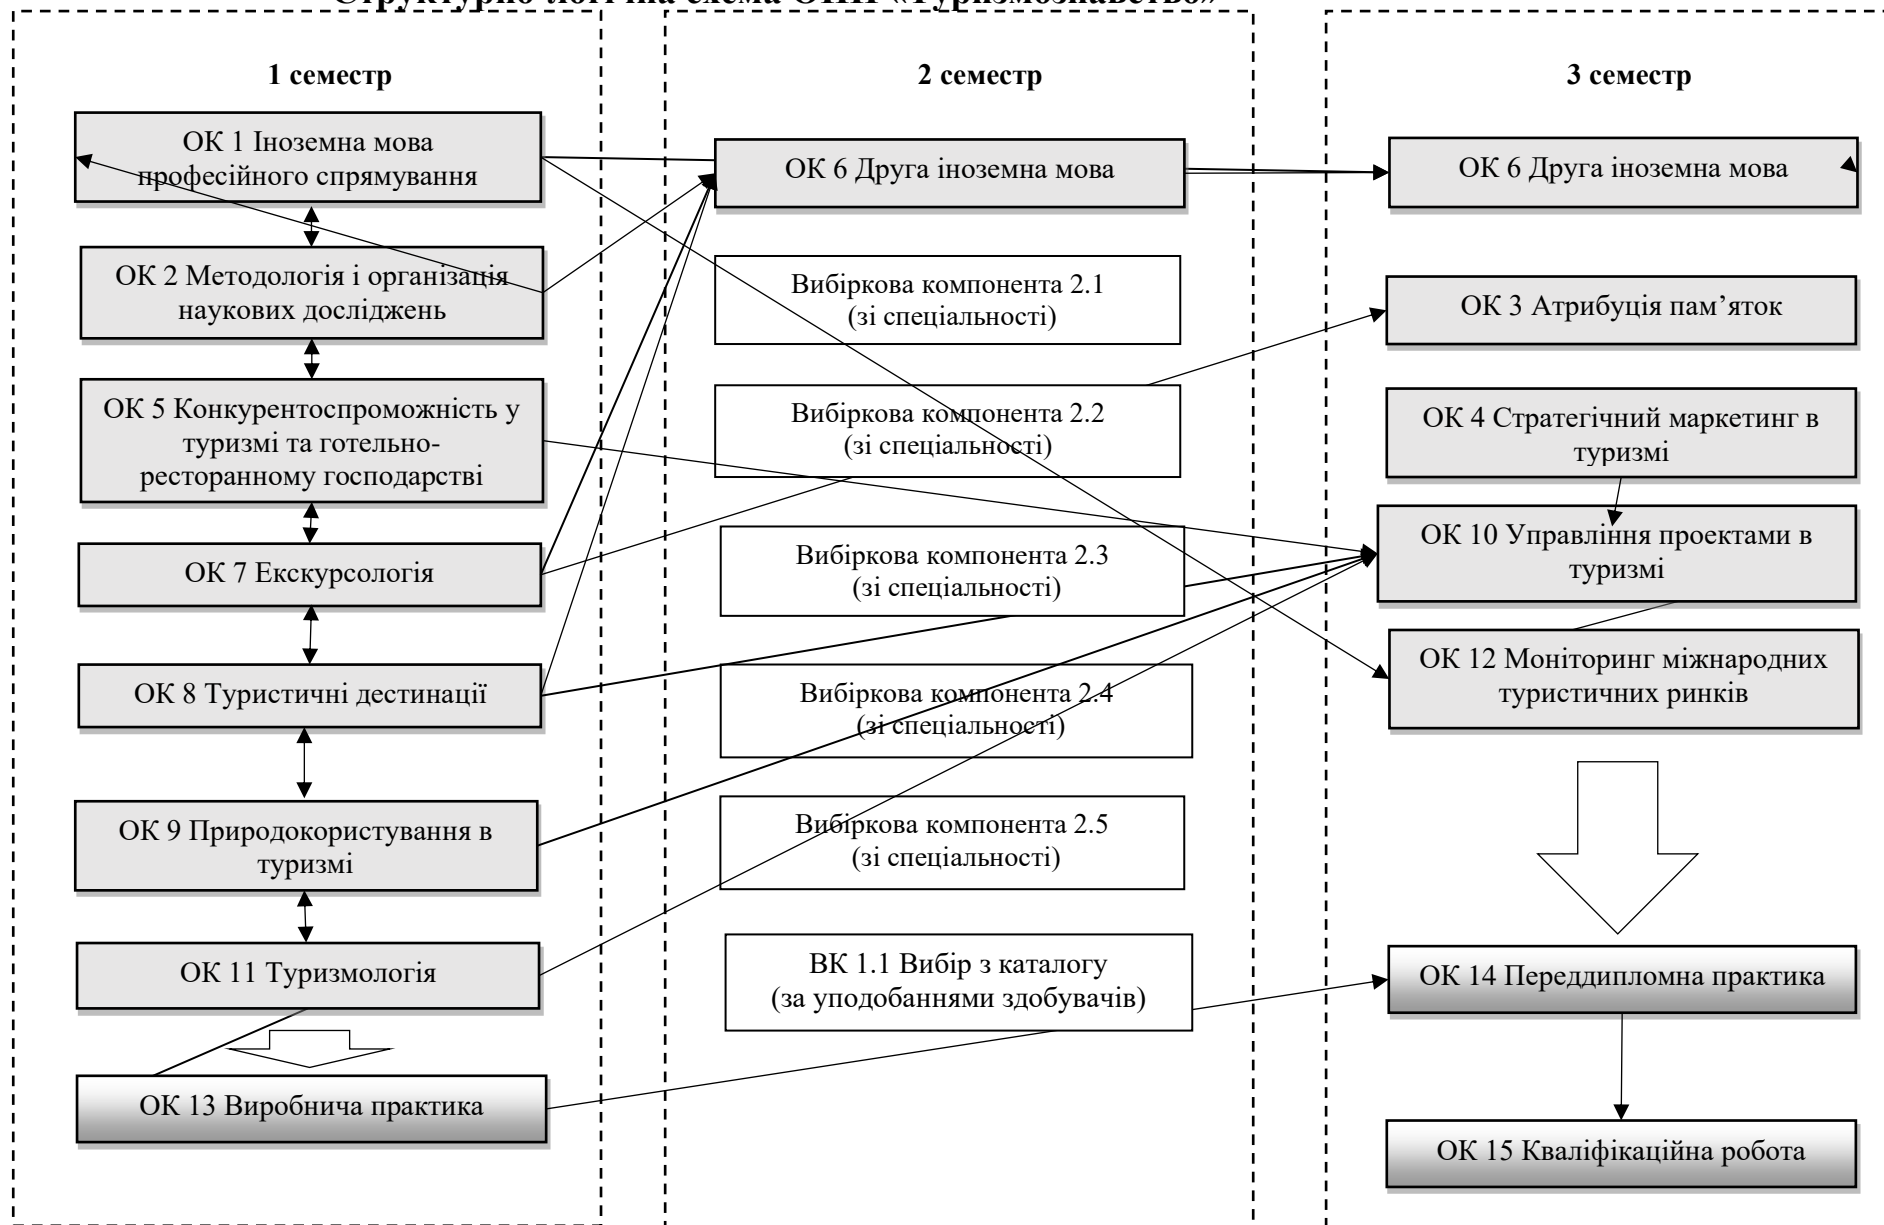 Структурно-логічна схема ОПП «Туризмознавство»
1 семестр
ОК 1 Іноземна мова
професійного спрямування
ОК 2 Методологія і організація
наукових досліджень
ОК 5 Конкурентоспроможність у
туризмі та готельно-
ресторанному господарстві
ОК 7 Екскурсологія
ОК 8 Туристичні дестинації
ОК 9 Природокористування в
туризмі
ОК 11 Туризмологія
ОК 13 Виробнича практика
2 семестр
ОК 6 Друга іноземна мова
Вибіркова компонента 2.1
(зі спеціальності)
Вибіркова компонента 2.2
(зі спеціальності)
Вибіркова компонента 2.3
(зі спеціальності)
Вибіркова компонента 2.4
(зі спеціальності)
Вибіркова компонента 2.5
(зі спеціальності)
ВК 1.1 Вибір з каталогу
(за уподобаннями здобувачів)
3 семестр
ОК 6 Друга іноземна мова
ОК 3 Атрибуція пам’яток
ОК 4 Стратегічний маркетинг в
туризмі
ОК 10 Управління проектами в
туризмі
ОК 12 Моніторинг міжнародних
туристичних ринків
ОК 14 Переддипломна практика
ОК 15 Кваліфікаційна робота